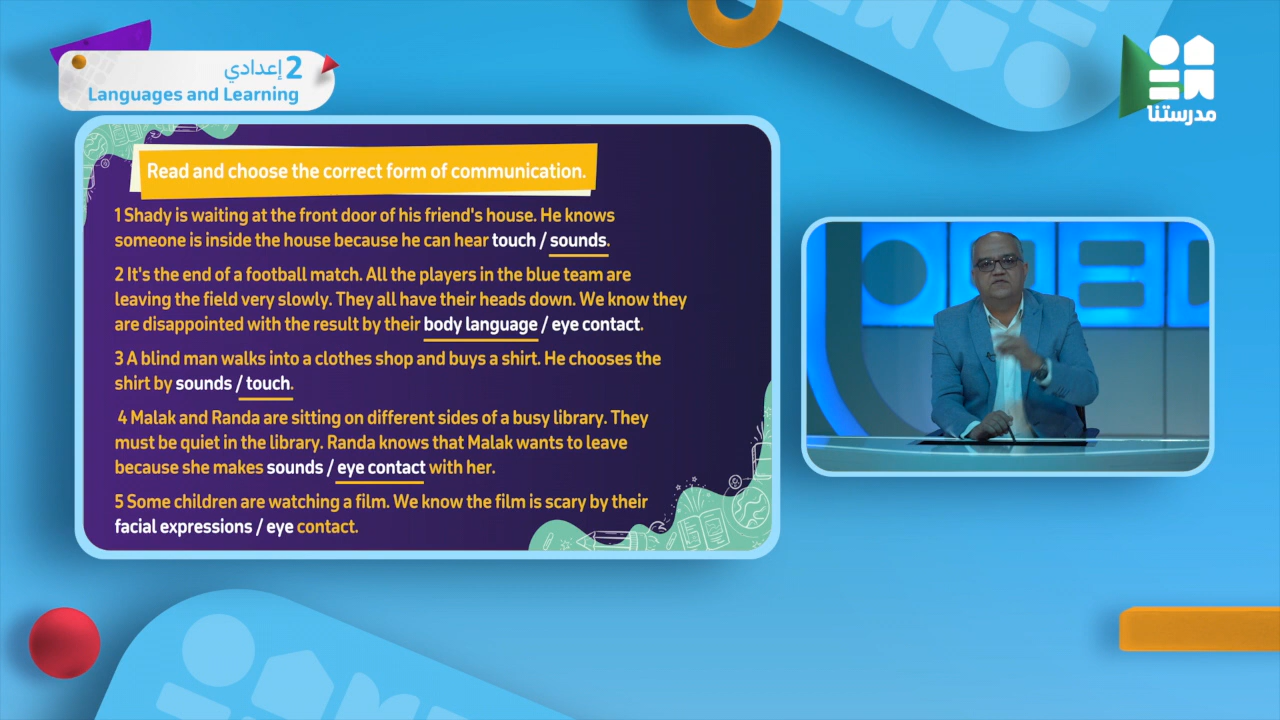 2 إعدادي
Languages and Learning
مدرستنا
Read and choose the correct form of communication.
1 Shady is waiting at the front door of his friend's house. He knows
someone is inside the house because he can hear touch / sounds.
2 It's the end of a football match. All the players in the blue team are
leaving the field very slowly. They all have their heads down. We know they
are disappointed with the result by their body language / eye contact.
3 A blind man walks into a clothes shop and buys a shirt. He chooses the
shirt by sounds / touch.
4 Malak and Randa are sitting on different sides of a busy library. They
must be quiet in the library. Randa knows that Malak wants to leave
because she makes sounds / eye contact with her.
5 Some children are watching a film. We know the film is scary by their
facial expressions / eye contact.